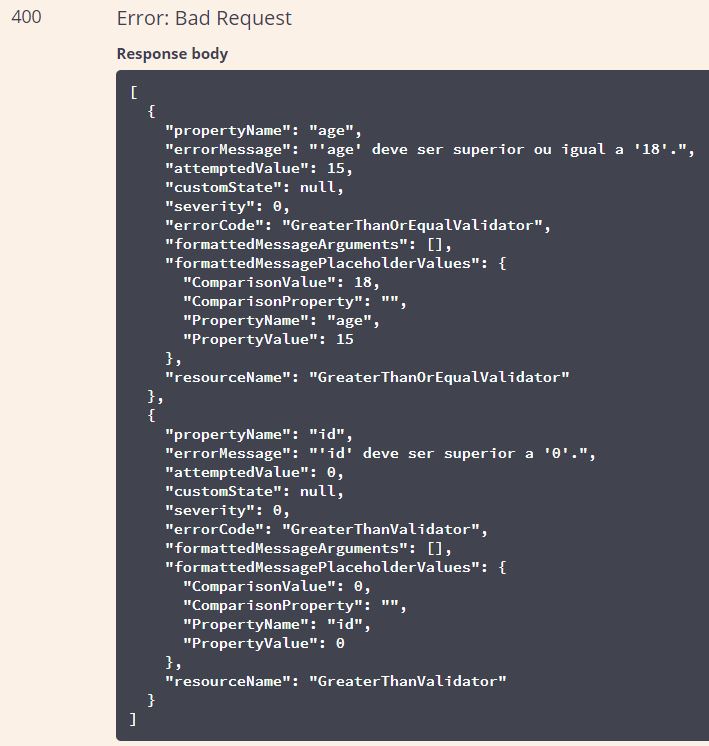 400
Error: Bad Request
Response body
[
  {
    "propertyName": "age",
    "errorMessage": "'age' deve ser superior ou igual a '18'.",
    "attemptedValue": 15,
    "customState": null,
    "severity": 0,
    "errorCode": "GreaterThanOrEqualValidator",
    "formattedMessageArguments": [],
    "formattedMessagePlaceholderValues": {
      "ComparisonValue": 18,
      "ComparisonProperty": "",
      "PropertyName": "age",
      "PropertyValue": 15
    },
    "resourceName": "GreaterThanOrEqualValidator"
  },
  {
    "propertyName": "id",
    "errorMessage": "'id' deve ser superior a '0'.",
    "attemptedValue": 0,
    "customState": null,
    "severity": 0,
    "errorCode": "GreaterThanValidator",
    "formattedMessageArguments": [],
    "formattedMessagePlaceholderValues": {
      "ComparisonValue": 0,
      "ComparisonProperty": "",
      "PropertyName": "id",
      "PropertyValue": 0
    },
    "resourceName": "GreaterThanValidator"
  }
]